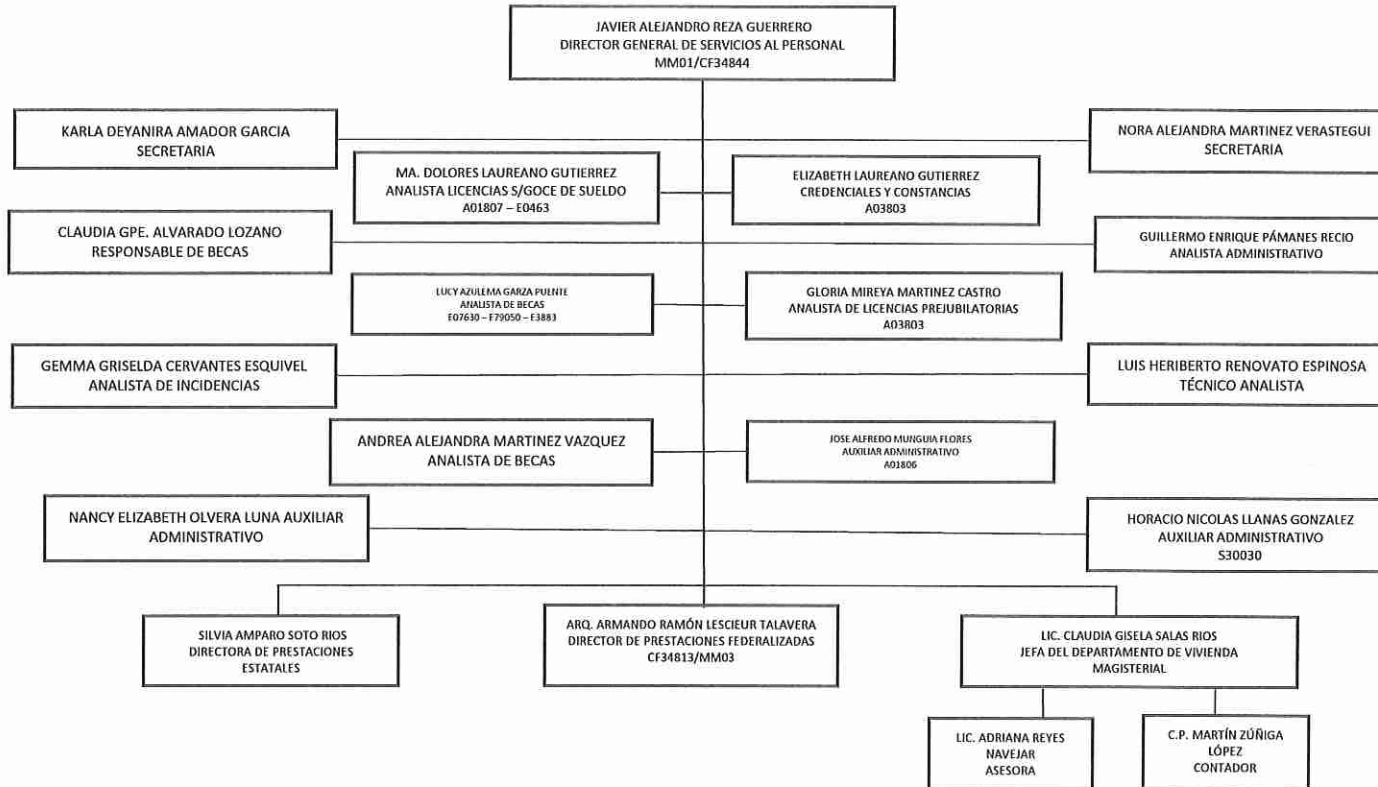 JAVIER ALEJANDRO REZA GUERRERO
DIRECTOR GENERAL DE SERVICIOS AL PERSONAL
MM01/CF34844
KARLA DEYANIRA AMADOR GARCIA
SECRETARIA
NORA ALEJANDRA MARTINEZ VERASTEGUI
SECRETARIA
MA. DOLORES LAUREANO GUTIERREZ
ANALISTA LICENCIAS S/GOCE DE SUELDO
A01807 – E0463
ELIZABETH LAUREANO GUTIERREZ
CREDENCIALES Y CONSTANCIAS
A03803
CLAUDIA GPE. ALVARADO LOZANO
RESPONSABLE DE BECAS
GUILLERMO ENRIQUE PÁMANES RECIO
ANALISTA ADMINISTRATIVO
LUCY AZULEMA GARZA PUENTE
ANALISTA DE BECAS
E07630 – E79050 – E3883
GLORIA MIREYA MARTINEZ CASTRO
ANALISTA DE LICENCIAS PREJUBILATORIAS
A03803
GEMMA GRISELDA CERVANTES ESQUIVEL
ANALISTA DE INCIDENCIAS
LUIS HERIBERTO RENOVATO ESPINOSA
TÉCNICO ANALISTA
ANDREA ALEJANDRA MARTINEZ VAZQUEZ
ANALISTA DE BECAS
JOSE ALFREDO MUNGUIA FLORES
AUXILIAR ADMINISTRATIVO
A01806
NANCY ELIZABETH OLVERA LUNA AUXILIAR
ADMINISTRATIVO
HORACIO NICOLAS LLANAS GONZALEZ
AUXILIAR ADMINISTRATIVO
S30030
SILVIA AMPARO SOTO RIOS
DIRECTORA DE PRESTACIONES
ESTATALES
ARQ. ARMANDO RAMÓN LESCIEUR TALAVERA
DIRECTOR DE PRESTACIONES FEDERALIZADAS
CF34813/MM03
LIC. CLAUDIA GISELA SALAS RIOS
JEFA DEL DEPARTAMENTO DE VIVIENDA
MAGISTERIAL
LIC. ADRIANA REYES
NAVEJAR
ASESORA
C.P. MARTÍN ZÚÑIGA
LÓPEZ
CONTADOR